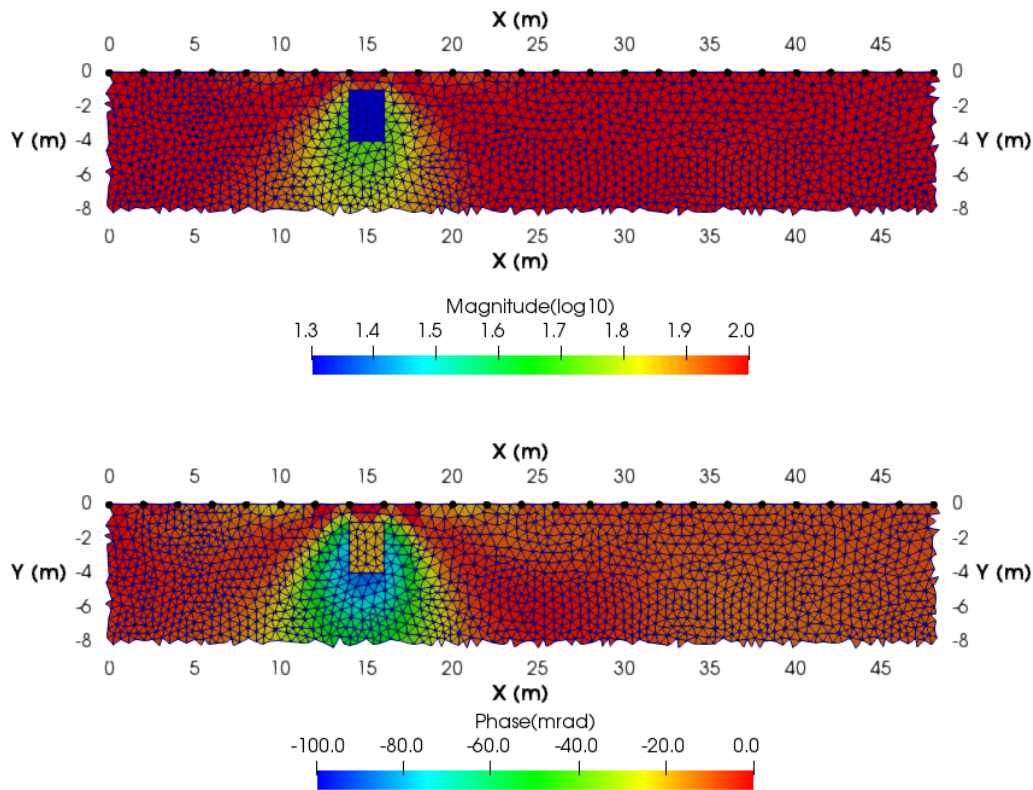 X (m)
0 5 10 15 20 25 30 35 40 45
0 0
-2 -2
Y (m) -4 -4 Y (m)
-6 -6
-8 -8
0 5 10 15 20 25 30 35 40 45
X (m)
Magnitude(log10)
1.3 1.4 1.5 1.6 1.7 1.8 1.9 2.0
X (m)
0 5 10 15 20 25 30 35 40 45
0 0
-2 -2
Y (m) -4 -4 Y (m)
-6 -6
-8 -8
0 5 10 15 20 25 30 35 40 45
X (m)
Phase(mrad)
-100.0 -80.0 -60.0 -40.0 -20.0 0.0